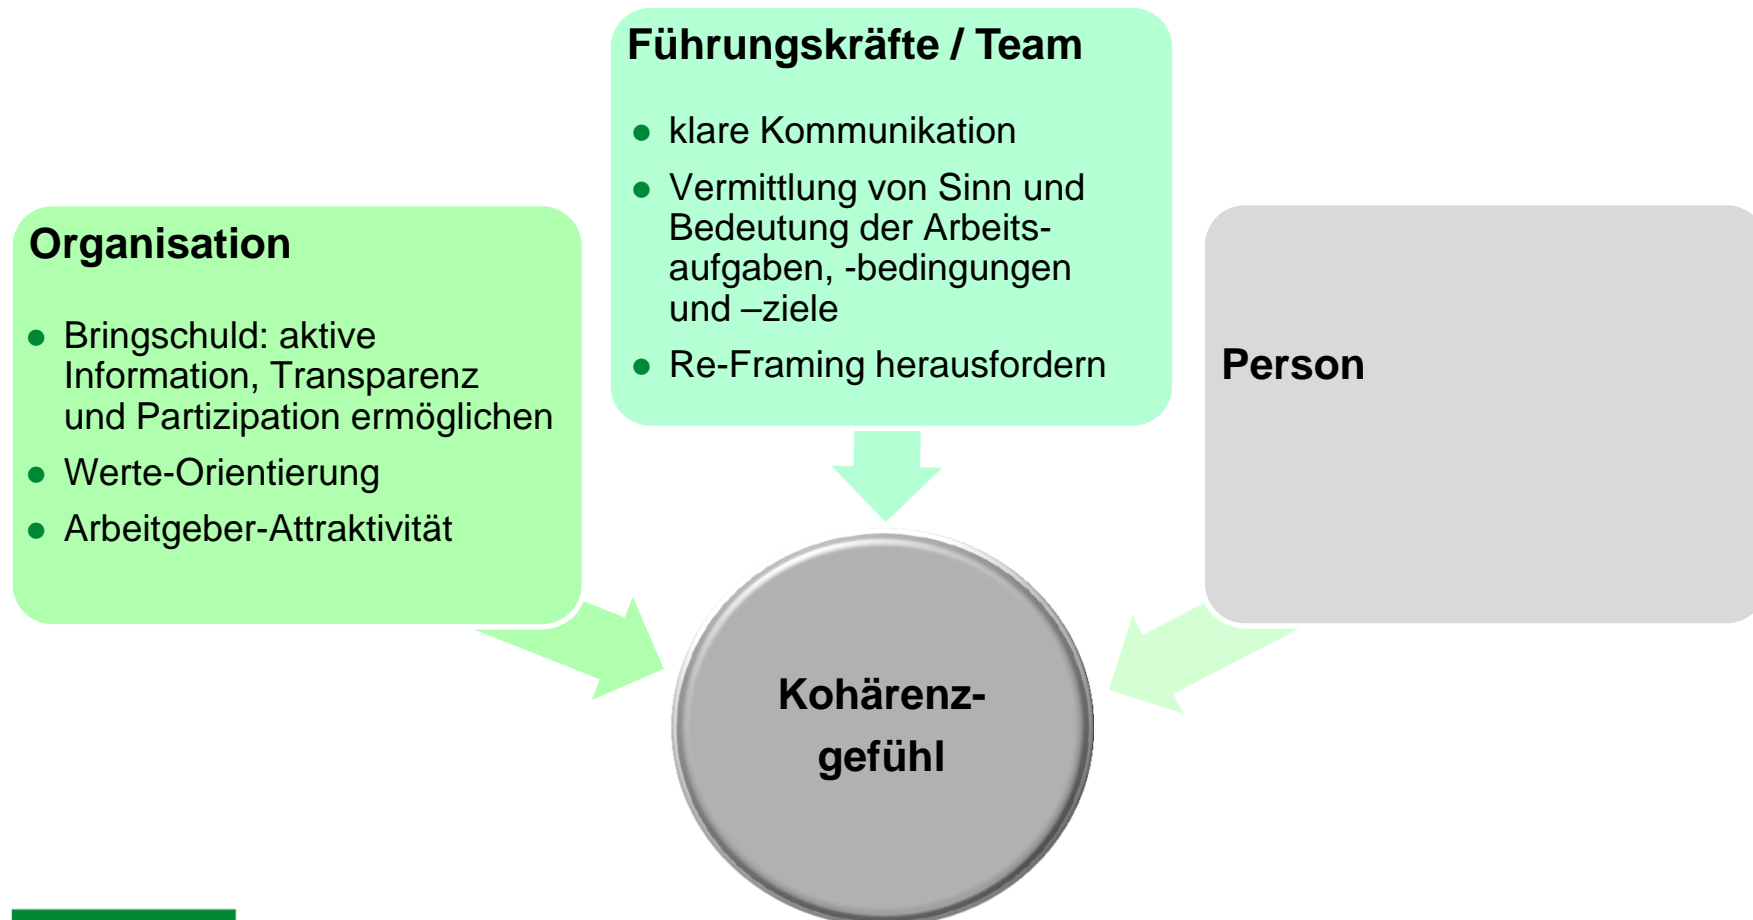 Führungskräfte / Team
klare Kommunikation
Vermittlung von Sinn und
Bedeutung der Arbeits-
aufgaben, -bedingungen
und –ziele
Re-Framing herausfordern
Organisation
Bringschuld: aktive
Information, Transparenz
und Partizipation ermöglichen
Werte-Orientierung
Arbeitgeber-Attraktivität
Person
Kohärenz-
gefühl